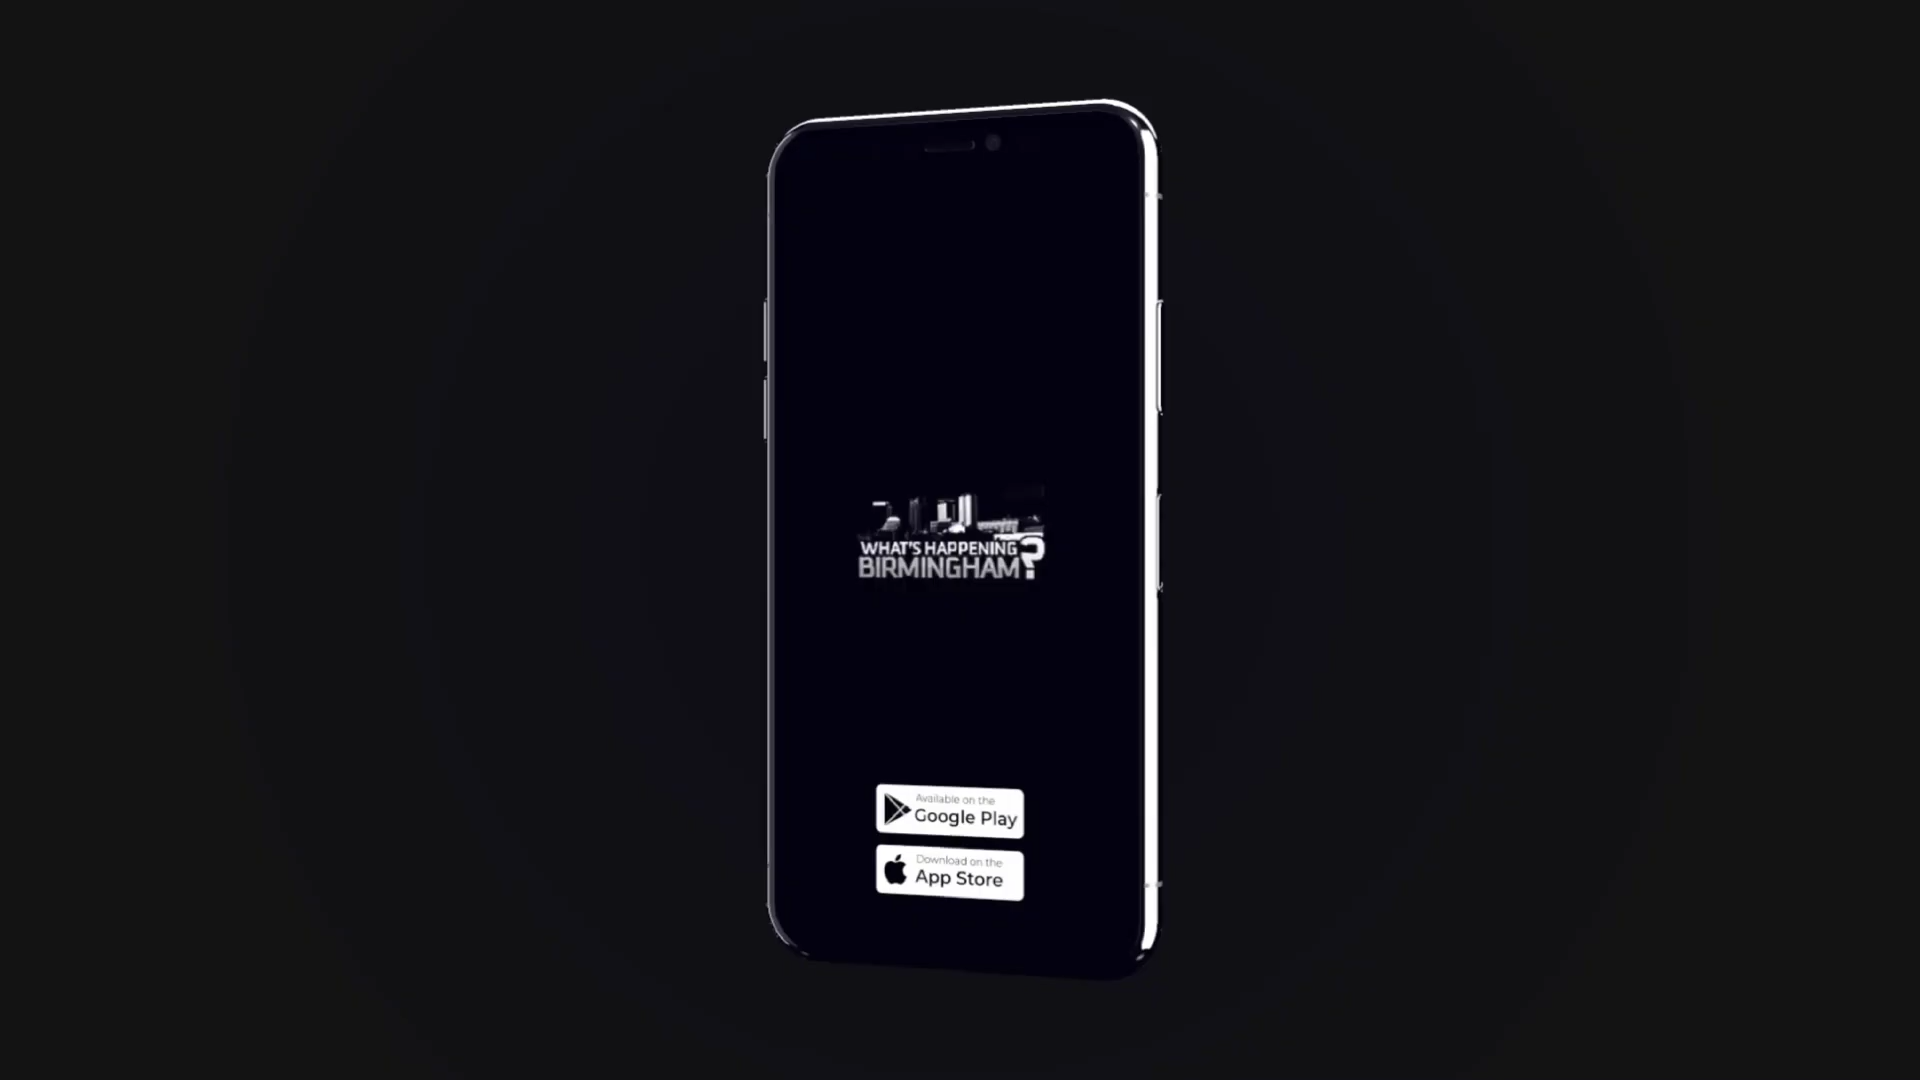 WHAT'S HAPPENING
BIRMINGHAM?
Available on the
Google Play
Download on the
App Store